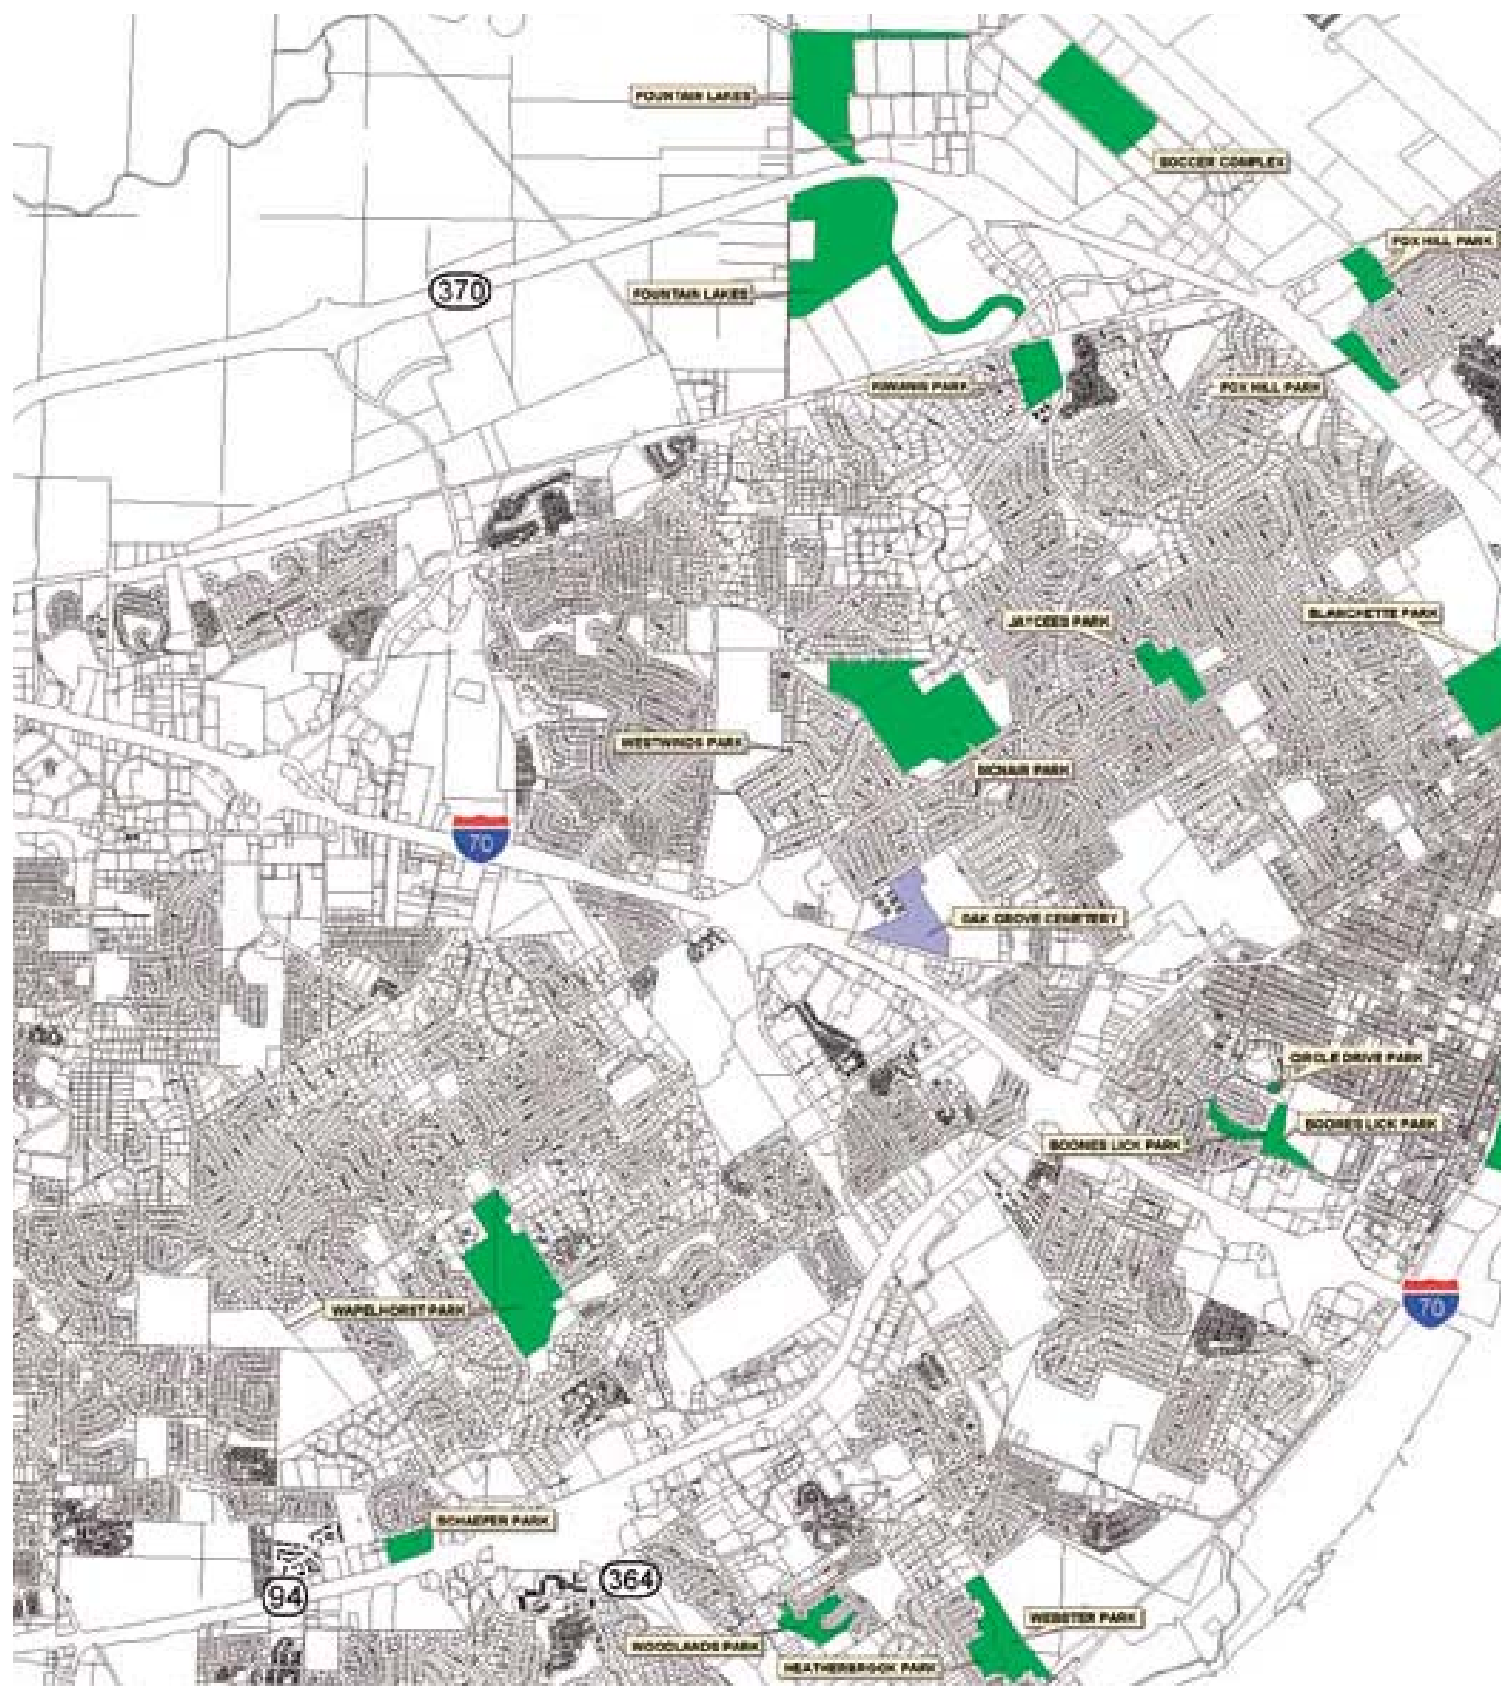 FOUNTAIN LAKES
SOCCER COMPLEX
FOX HILL PARK
370
FOUNTAIN LAKES
KIWANIS PARK
FOX HILL PARK
JAYCEES PARK
BLANCHETTE PARK
WESTWINDS PARK
MCNAIR PARK
70
OAK GROVE CEMETERY
CIRCLE DRIVE PARK
BOONES LICK PARK
BOONES LICK PARK
70
WAPELHORST PARK
SCHAEFER PARK
364
94
WEBSTER PARK
WOODLANDS PARK
HEATHERBROOK PARK